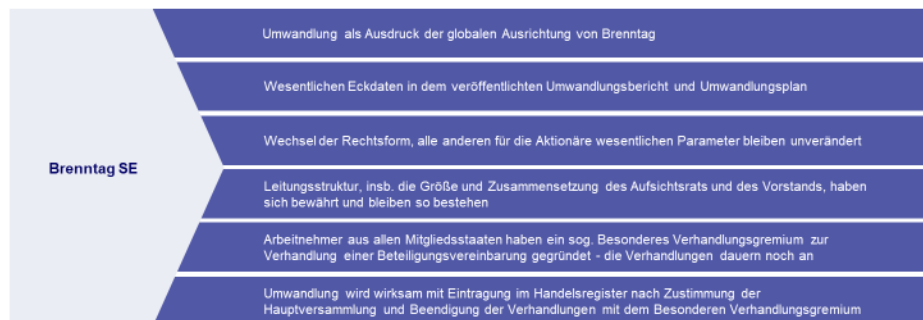 Umwandlung als Ausdruck der globalen Ausrichtung von Brenntag
Wesentlichen Eckdaten in dem veröffentlichten Umwandlungsbericht und Umwandlungsplan
Wechsel der Rechtsform, alle anderen für die Aktionäre wesentlichen Parameter bleiben unverändert
Brenntag SE
Leitungsstruktur, insb. die Größe und Zusammensetzung des Aufsichtsrats und des Vorstands, haben
sich bewährt und bleiben so bestehen
Arbeitnehmer aus allen Mitgliedsstaaten haben ein sog. Besonderes Verhandlungsgremium zur
Verhandlung einer Beteiligungsvereinbarung gegründet - die Verhandlungen dauern noch an
Umwandlung wird wirksam mit Eintragung im Handelsregister nach Zustimmung der
Hauptversammlung und Beendigung der Verhandlungen mit dem Besonderen Verhandlungsgremium